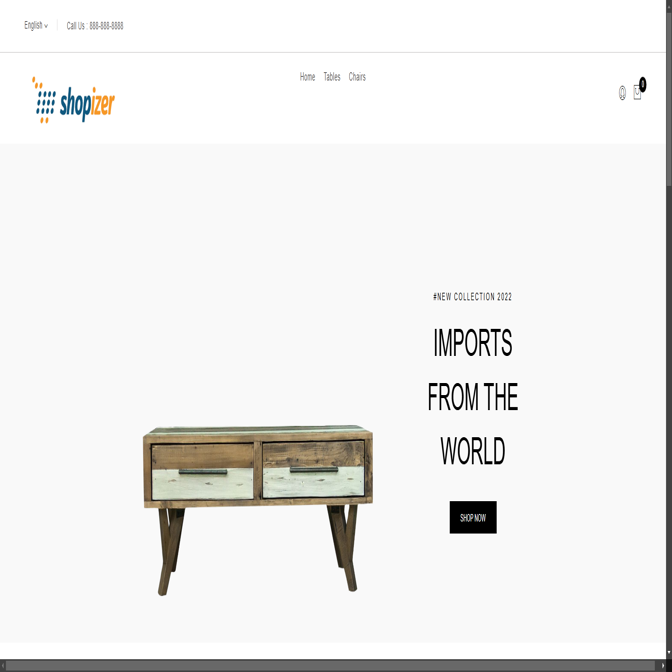 English
Call Us : 888-888-8888
shopizer
Home Tables Chairs
#NEW COLLECTION 2022
IMPORTS
FROM THE
WORLD
SHOP NOW